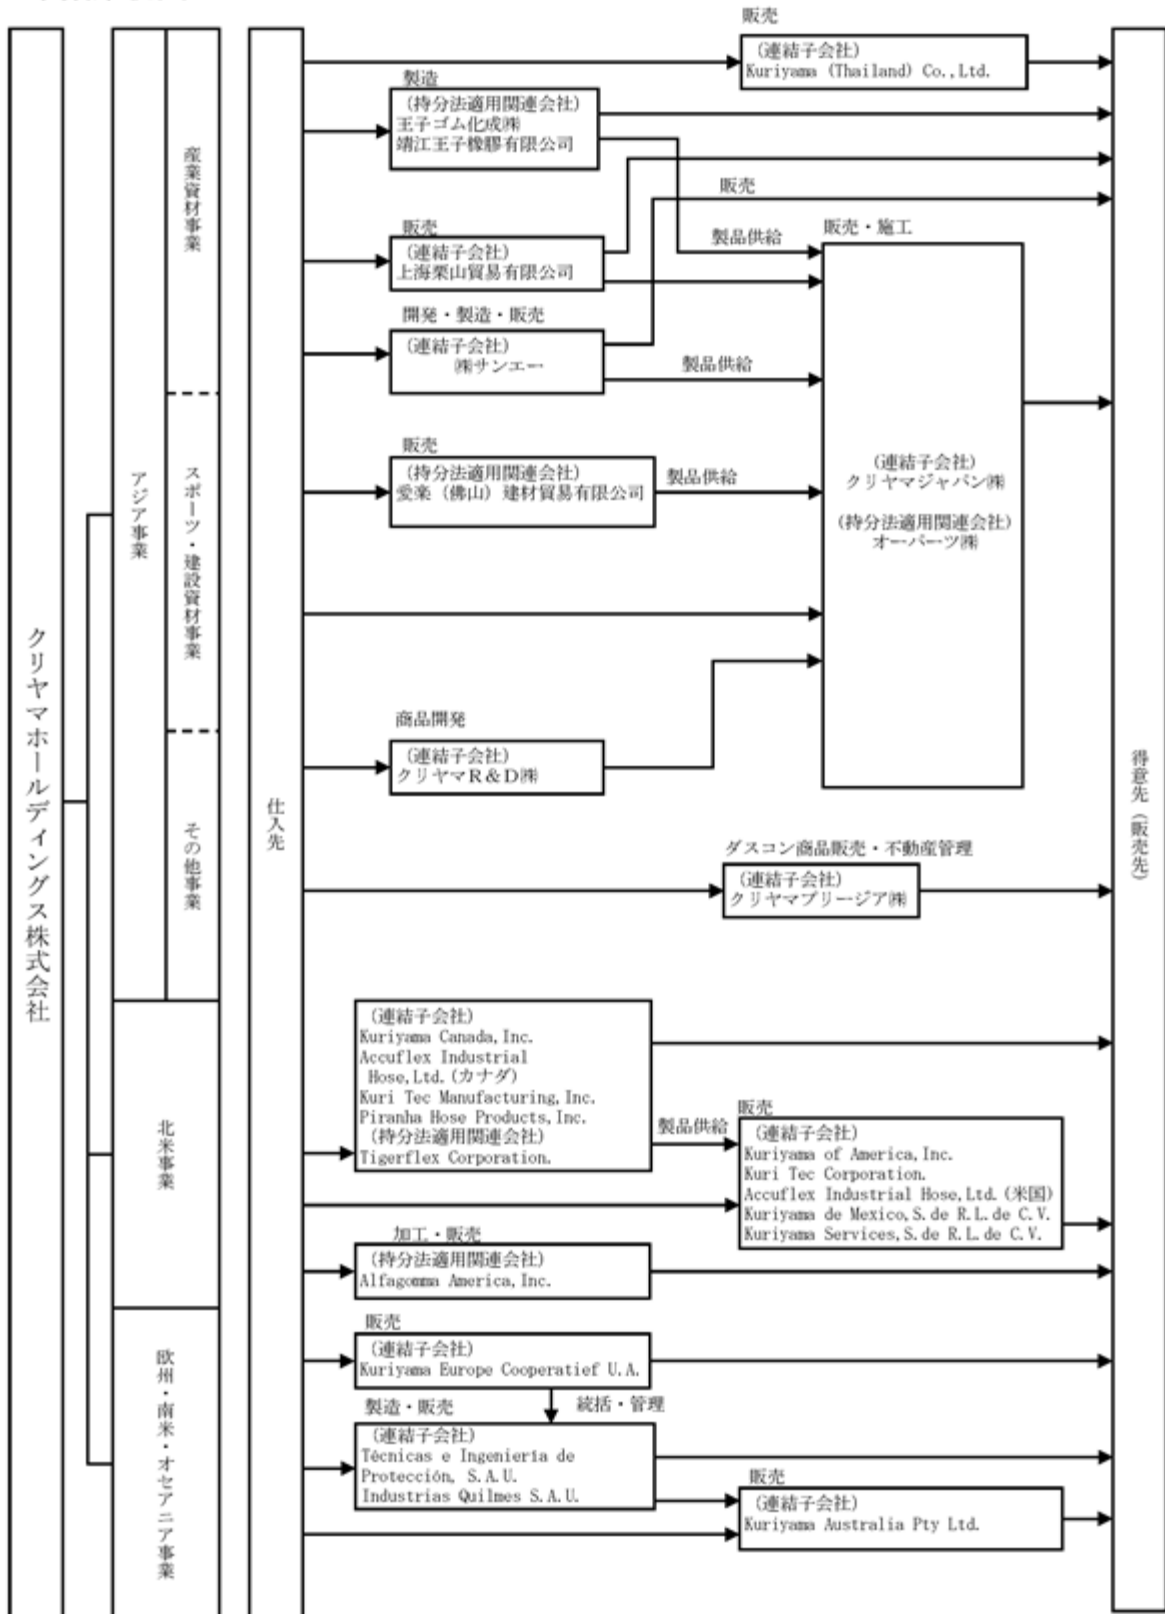 クリヤマホールディングス株式会社
アジア事業
産業資材事業
スポーツ・建設資材事業
その他事業
北米事業
欧州・南米・オセアニア事業
仕入先
販売
(連結子会社)
Kuriyama (Thailand) Co.,Ltd.
製造
(持分法適用関連会社)
王子ゴム化成㈱
靖江王子橡膠有限公司
販売
販売
(連結子会社)
上海栗山貿易有限公司
製品供給
開発・製造・販売
(連結子会社)
㈱サンエー
製品供給
販売
(持分法適用関連会社)
愛楽（佛山）建材貿易有限公司
製品供給
販売・施工
(連結子会社)
クリヤマジャパン㈱
(持分法適用関連会社)
オーパーツ㈱
商品開発
(連結子会社)
クリヤマR＆D㈱
ダスコン商品販売・不動産管理
(連結子会社)
クリヤマブリージア㈱
(連結子会社)
Kuriyama Canada,Inc.
Accuflex Industrial
Hose,Ltd.(カナダ)
Kuri Tec Manufacturing,Inc.
Piranha Hose Products,Inc.
(持分法適用関連会社)
Tigerflex Corporation.
製品供給
販売
(連結子会社)
Kuriyama of America,Inc.
Kuri Tec Corporation.
Accuflex Industrial Hose,Ltd.(米国)
Kuriyama de Mexico,S.de R.L.de C.V.
Kuriyama Services,S.de R.L.de C.V.
加工・販売
(持分法適用関連会社)
Alfagomma America,Inc.
販売
(連結子会社)
Kuriyama Europe Cooperatief U.A.
統括・管理
製造・販売
(連結子会社)
Técnicas e Ingeniería de
Protección, S.A.U.
Industrias Quilmes S.A.U.
販売
(連結子会社)
Kuriyama Australia Pty Ltd.
得意先（販売先）